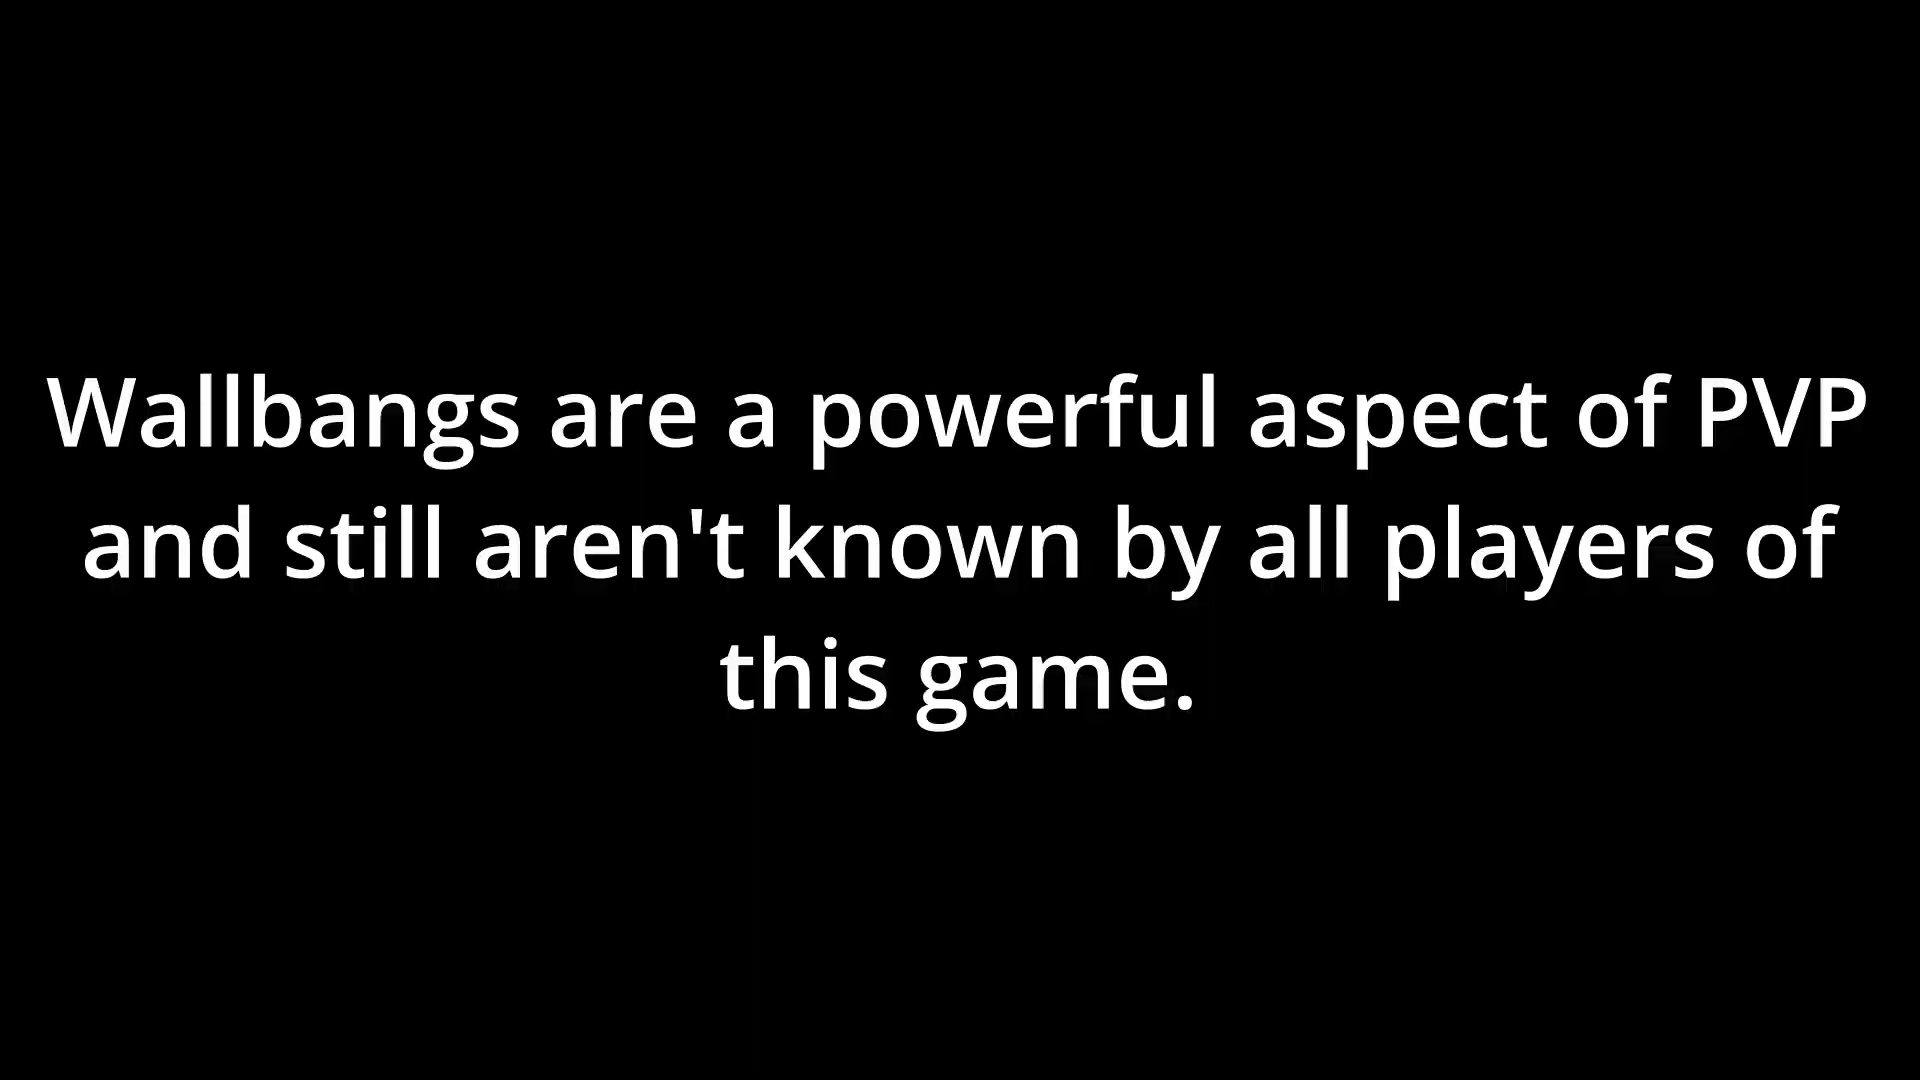 Wallbangs are a powerful aspect of PVP
and still aren't known by all players of
this game.